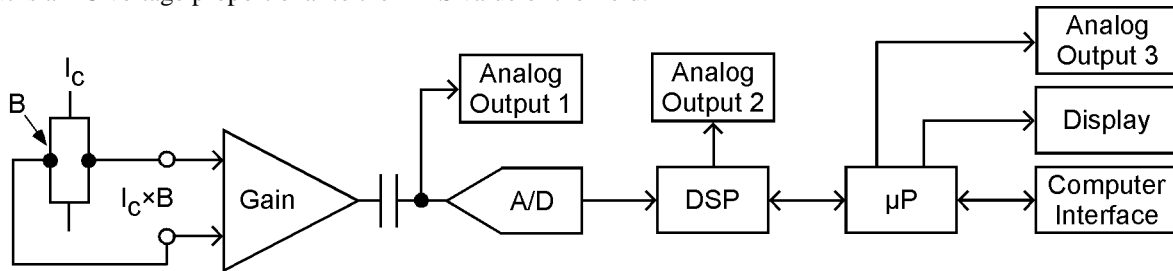 I_C
B
I_C×B
Gain
Analog
Output 1
A/D
Analog
Output 2
DSP
µP
Analog
Output 3
Display
Computer
Interface